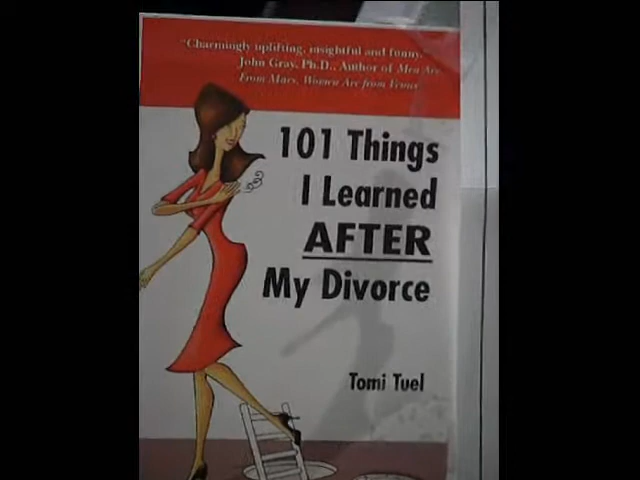 "Charmingly uplifting, insightful and funny."
John Gray, Ph.D., Author of Men Are
From Mars, Women Are from Venus
101 Things
I Learned
AFTER
My Divorce
Tomi Tuel